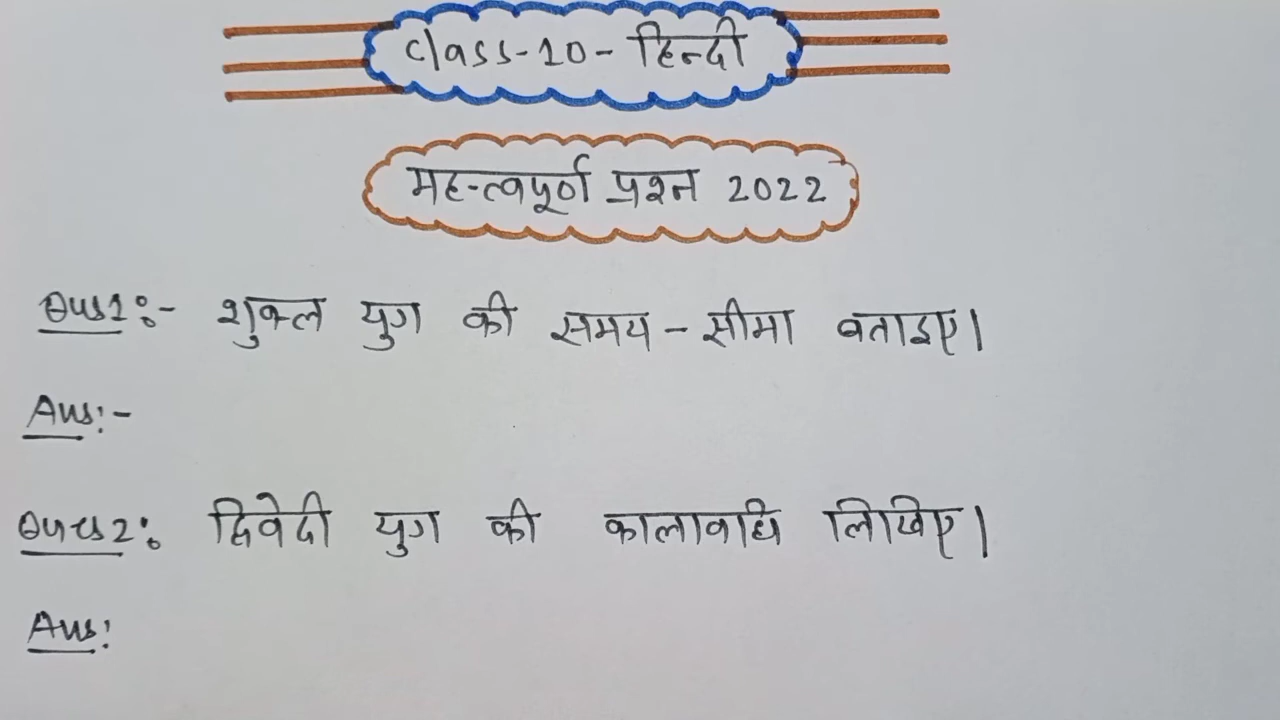 Class-10- हिन्दी
महत्वपूर्ण प्रश्न 2022
Ques1:- शुक्ल युग की समय-सीमा बताइए।
Ans:-
Ques2: द्विवेदी युग की कालावधि लिखिए।
Ans: